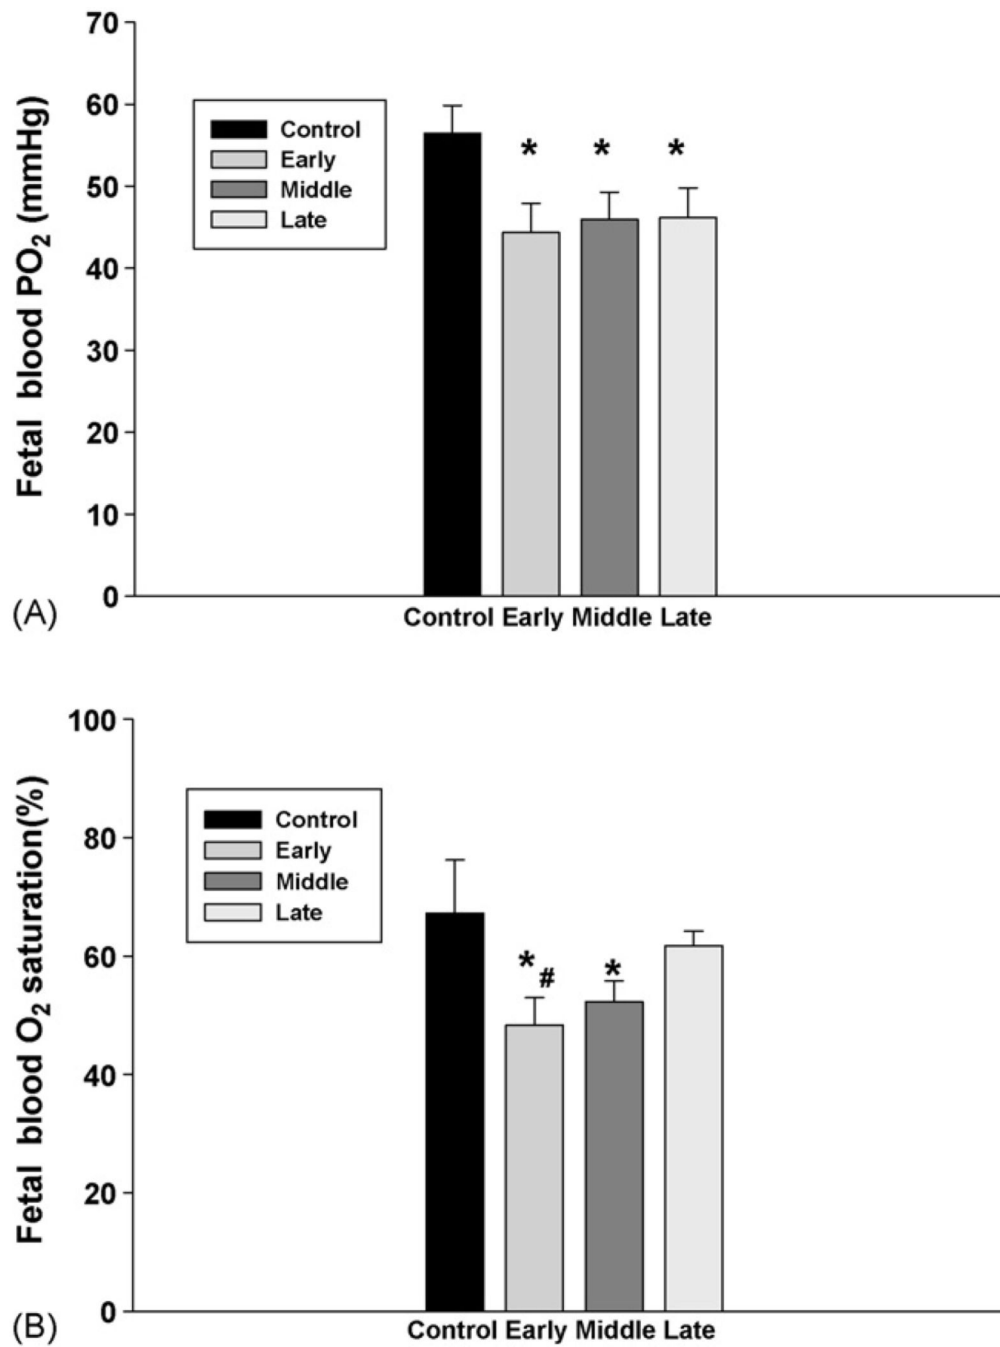 70
60
50
40
30
20
10
0
Fetal blood PO2 (mmHg)
Control
Early
Middle
Late
* * *
(A)
Control Early Middle Late
100
80
60
40
20
0
Fetal blood O2 saturation(%)
Control
Early
Middle
Late
*# *
(B)
Control Early Middle Late